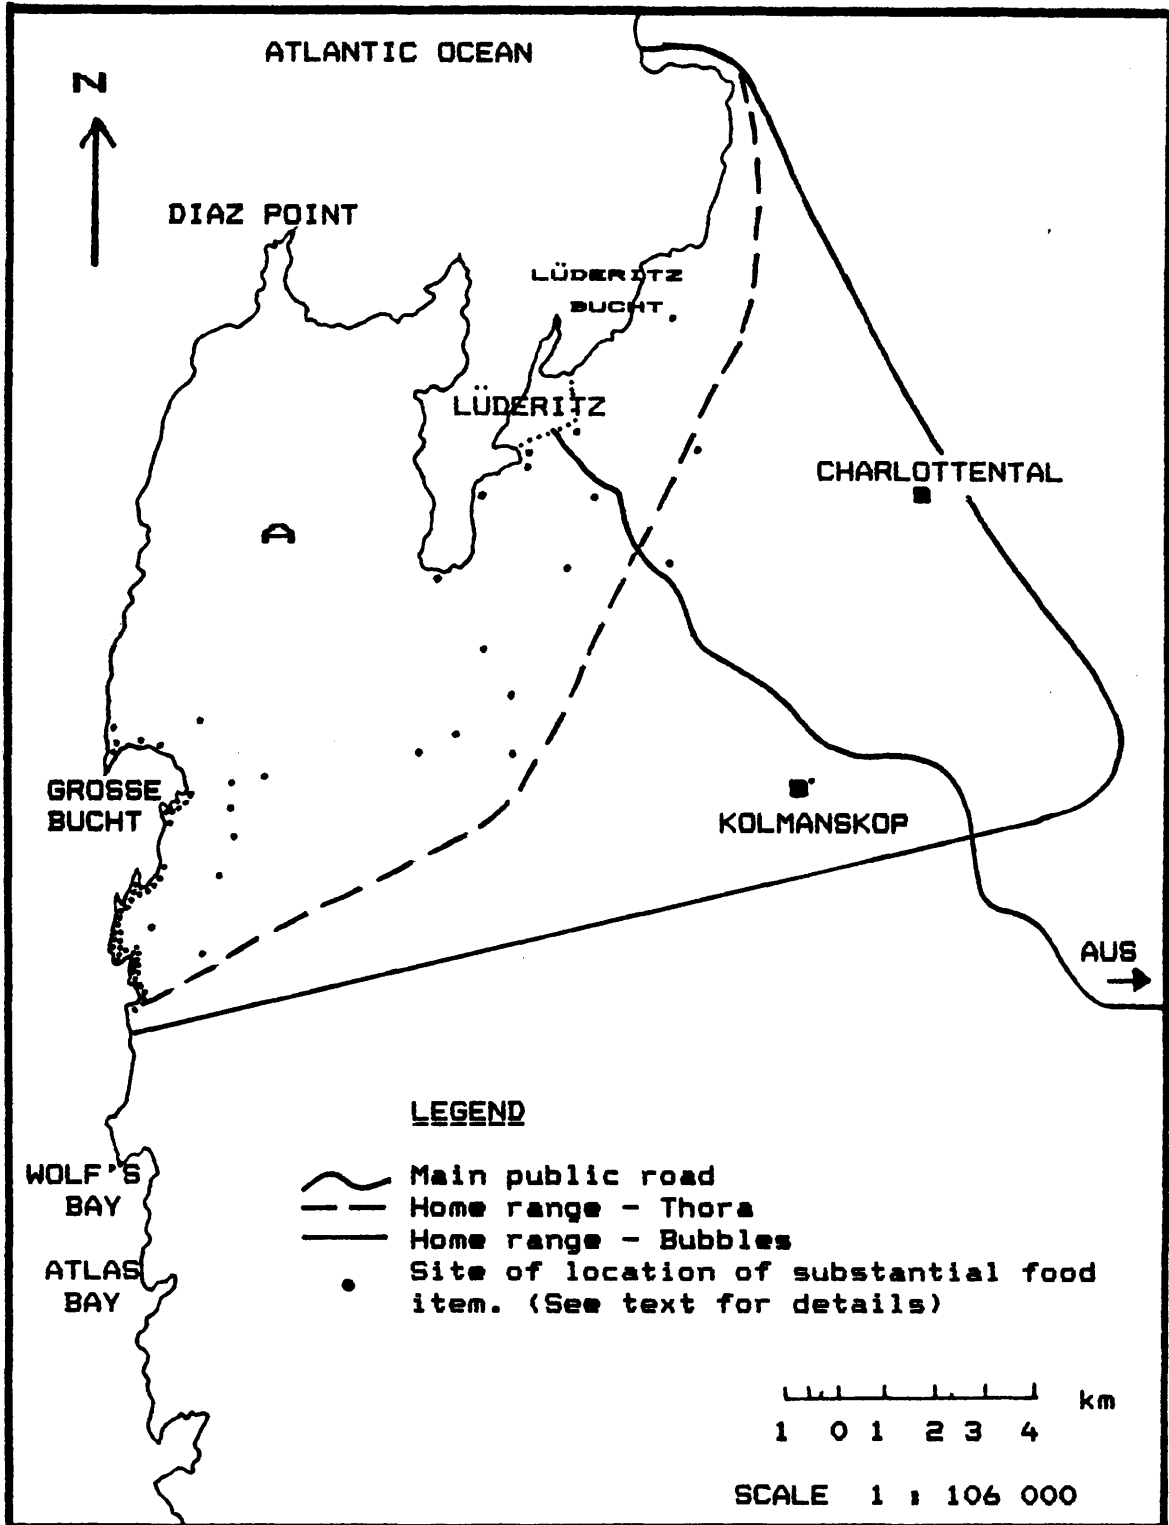 ATLANTIC OCEAN
N
DIAZ POINT
LÜDERITZ
BUCHT
LÜDERITZ
CHARLOTTENTAL
A
GROSSE
BUCHT
KOLMANSKOP
AUS
LEGEND
WOLF'S
BAY
Main public road
Home range - Thora
Home range - Bubbles
ATLAS
BAY
Site of location of substantial food
item. (See text for details)
km
1 0 1 2 3 4
SCALE 1 : 106 000